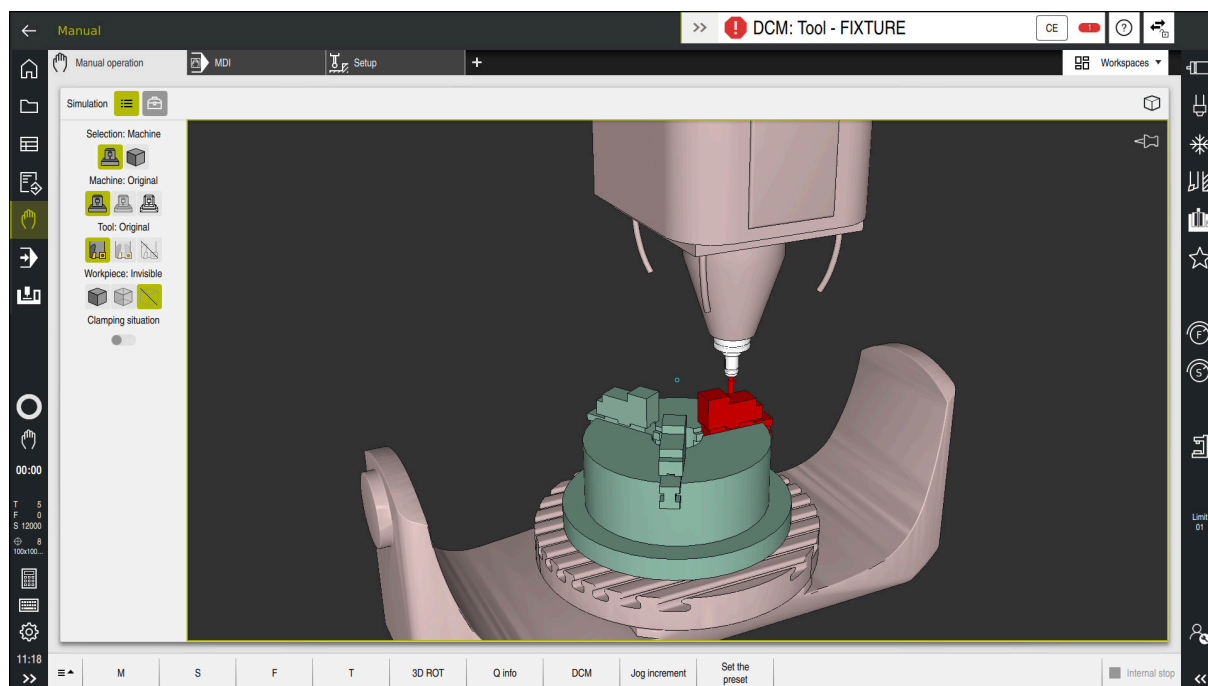 Manual
DCM: Tool - FIXTURE
CE
1
?
Manual operation
MDI
Setup
+
Workspaces
Simulation
Selection: Machine
Machine: Original
Tool: Original
Workpiece: Invisible
Clamping situation
F
S
00:00
T 5
F 0
S 12000
8
100x100...
Limit
01
11:18
M
S
F
T
3D ROT
Q info
DCM
Jog increment
Set the
preset
Internal stop